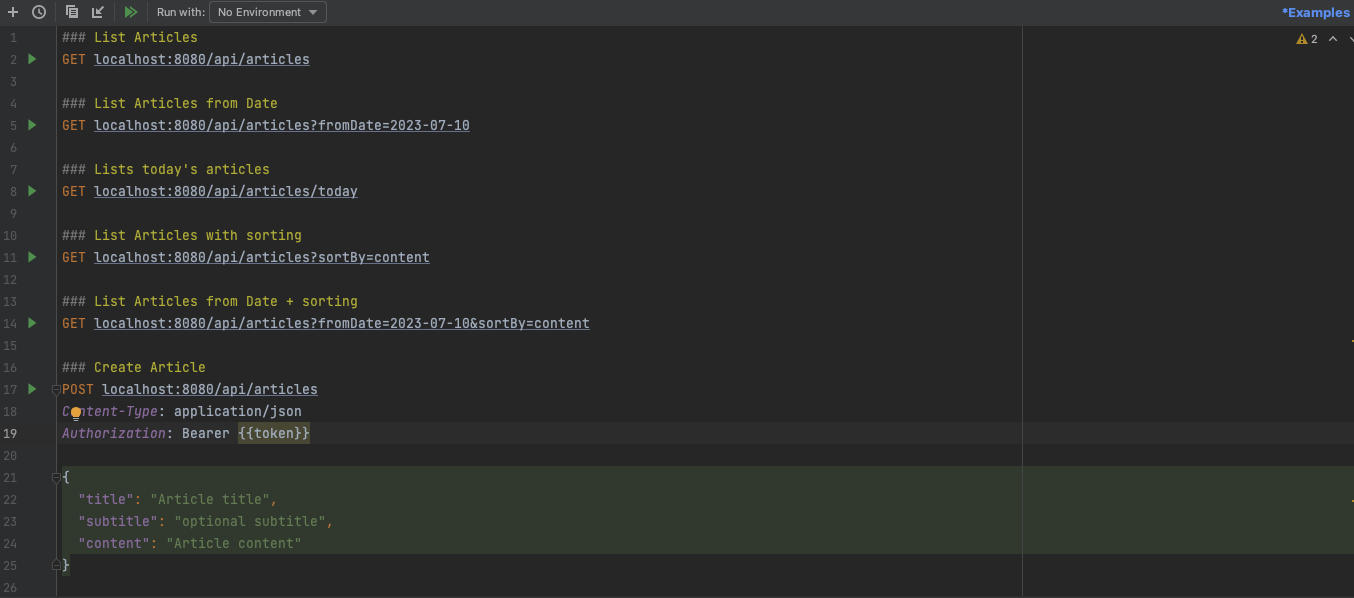 Run with: No Environment *Examples
2
1 ### List Articles
2 GET localhost:8080/api/articles
3
4 ### List Articles from Date
5 GET localhost:8080/api/articles?fromDate=2023-07-10
6
7 ### Lists today's articles
8 GET localhost:8080/api/articles/today
9
10 ### List Articles with sorting
11 GET localhost:8080/api/articles?sortBy=content
12
13 ### List Articles from Date + sorting
14 GET localhost:8080/api/articles?fromDate=2023-07-10&sortBy=content
15
16 ### Create Article
17 POST localhost:8080/api/articles
18 Content-Type: application/json
19 Authorization: Bearer {{token}}
20
21 {
22 "title": "Article title",
23 "subtitle": "optional subtitle",
24 "content": "Article content"
25 }
26